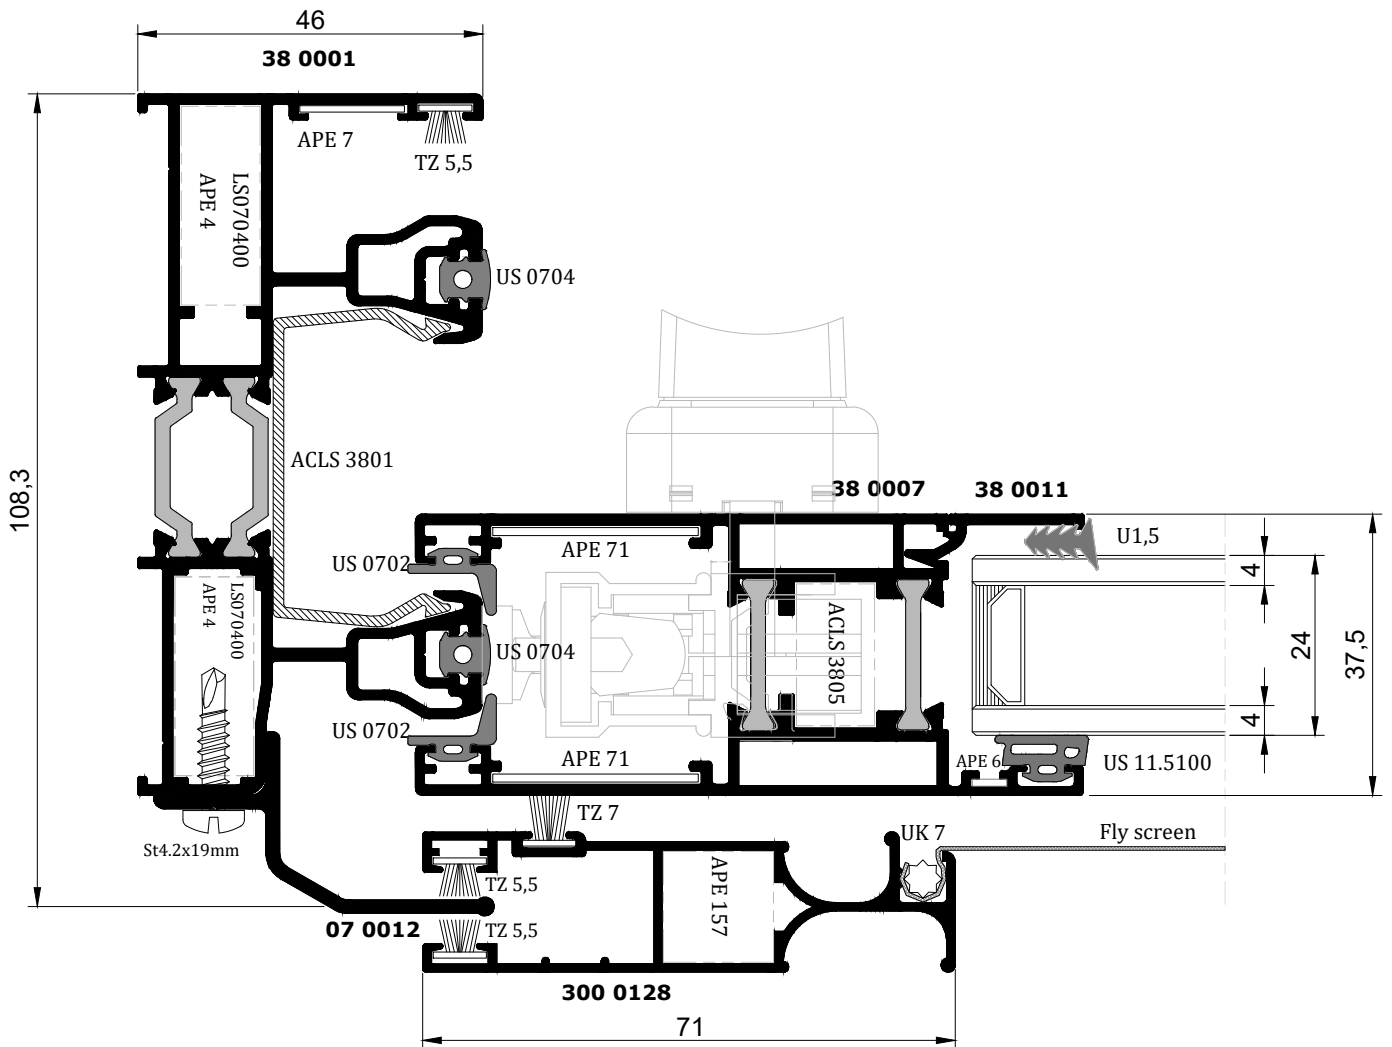 46
38 0001
APE 7
TZ 5,5
LS070400
APE 4
US 0704
108,3
ACLS 3801
38 0007
38 0011
US 0702
APE 71
U1,5
4
24
37,5
LS070400
APE 4
US 0704
ACLS 3805
4
US 0702
APE 71
APE 6
US 11.5100
TZ 7
UK 7
Fly screen
St4.2x19mm
TZ 5,5
APE 157
07 0012
TZ 5,5
300 0128
71